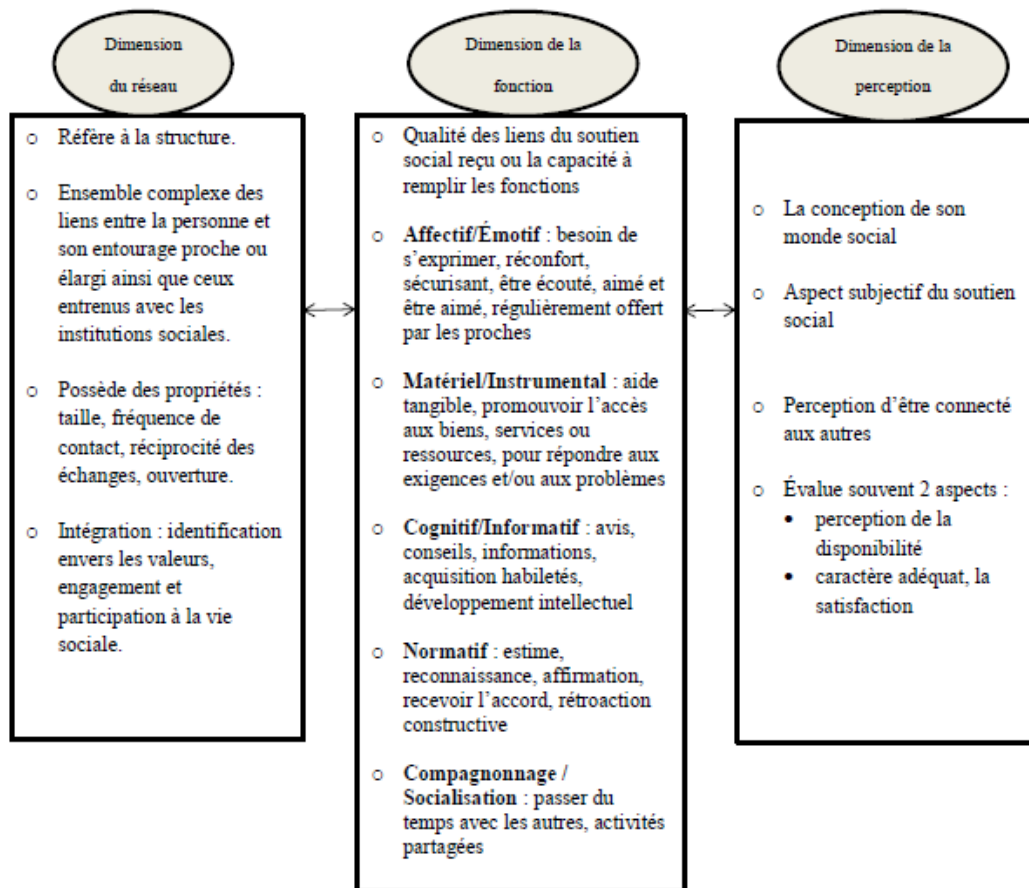 Dimension
du réseau
o Réfère à la structure.
o Ensemble complexe des
liens entre la personne et
son entourage proche ou
élargi ainsi que ceux
entrenus avec les
institutions sociales.
o Possède des propriétés :
taille, fréquence de
contact, réciprocité des
échanges, ouverture.
o Intégration : identification
envers les valeurs,
engagement et
participation à la vie
sociale.
Dimension de la
fonction
o Qualité des liens du soutien
social reçu ou la capacité à
remplir les fonctions
o Affectif/Émotif : besoin de
s’exprimer, réconfort,
sécurisant, être écouté, aimé et
être aimé, régulièrement offert
par les proches
o Matériel/Instrumental : aide
tangible, promouvoir l’accès
aux biens, services ou
ressources, pour répondre aux
exigences et/ou aux problèmes
o Cognitif/Informatif : avis,
conseils, informations,
acquisition habiletés,
développement intellectuel
o Normatif : estime,
reconnaissance, affirmation,
recevoir l’accord, rétroaction
constructive
o Compagnonnage /
Socialisation : passer du
temps avec les autres, activités
partagées
Dimension de la
perception
o La conception de son
monde social
o Aspect subjectif du soutien
social
o Perception d’être connecté
aux autres
o Évalue souvent 2 aspects :
• perception de la
disponibilité
• caractère adéquat, la
satisfaction